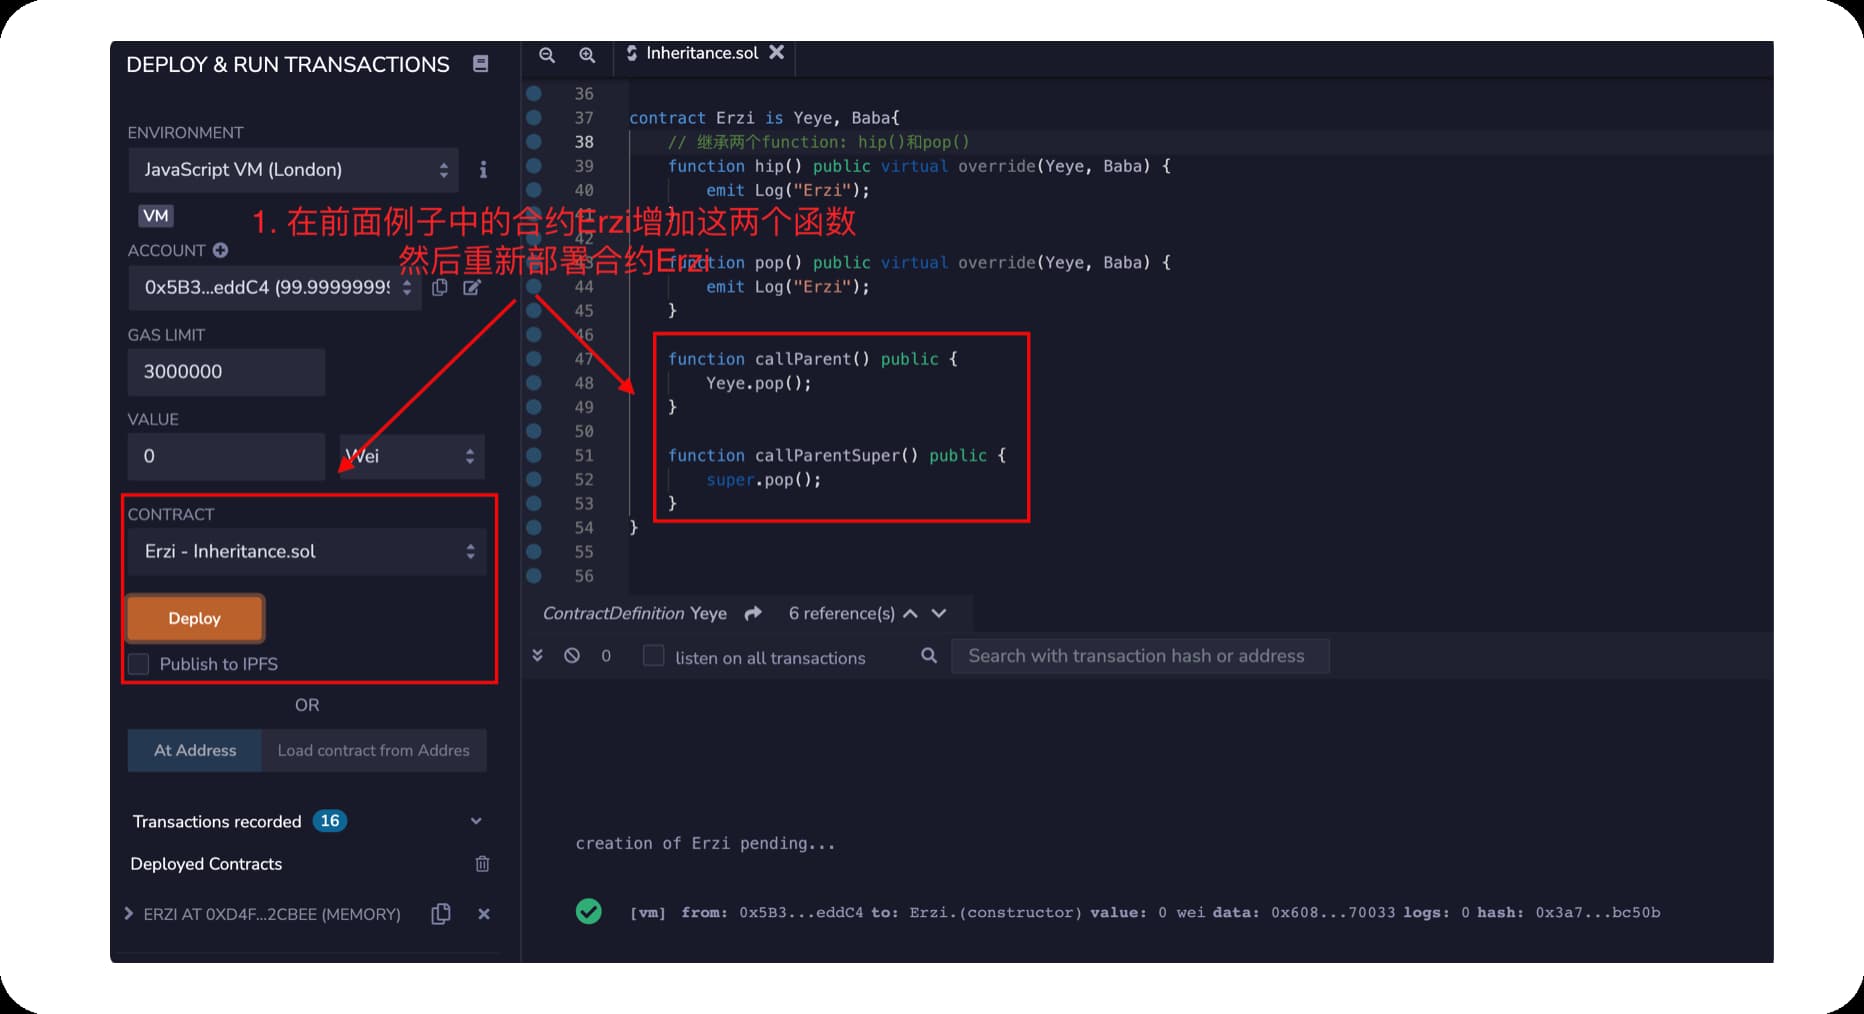 DEPLOY & RUN TRANSACTIONS
ENVIRONMENT
JavaScript VM (London)
VM
ACCOUNT
0x5B3...eddC4 (99.99999999
GAS LIMIT
3000000
VALUE
0
Wei
CONTRACT
Erzi - Inheritance.sol
Deploy
Publish to IPFS
OR
At Address
Load contract from Addres
Transactions recorded 16
Deployed Contracts
ERZI AT 0XD4F...2CBEE (MEMORY)
1. 在前面例子中的合约Erzi增加这两个函数
然后重新部署合约Erzi
Inheritance.sol
36
37 contract Erzi is Yeye, Baba{
38 // 继承两个function: hip()和pop()
39 function hip() public virtual override(Yeye, Baba) {
40 emit Log("Erzi");
41
42
function pop() public virtual override(Yeye, Baba) {
44 emit Log("Erzi");
45 }
46
47 function callParent() public {
48 Yeye.pop();
49 }
50
51 function callParentSuper() public {
52 super.pop();
53 }
54 }
55
56
ContractDefinition Yeye 6 reference(s)
0 listen on all transactions Search with transaction hash or address
creation of Erzi pending...
[vm] from: 0x5B3...eddC4 to: Erzi.(constructor) value: 0 wei data: 0x608...70033 logs: 0 hash: 0x3a7...bc50b